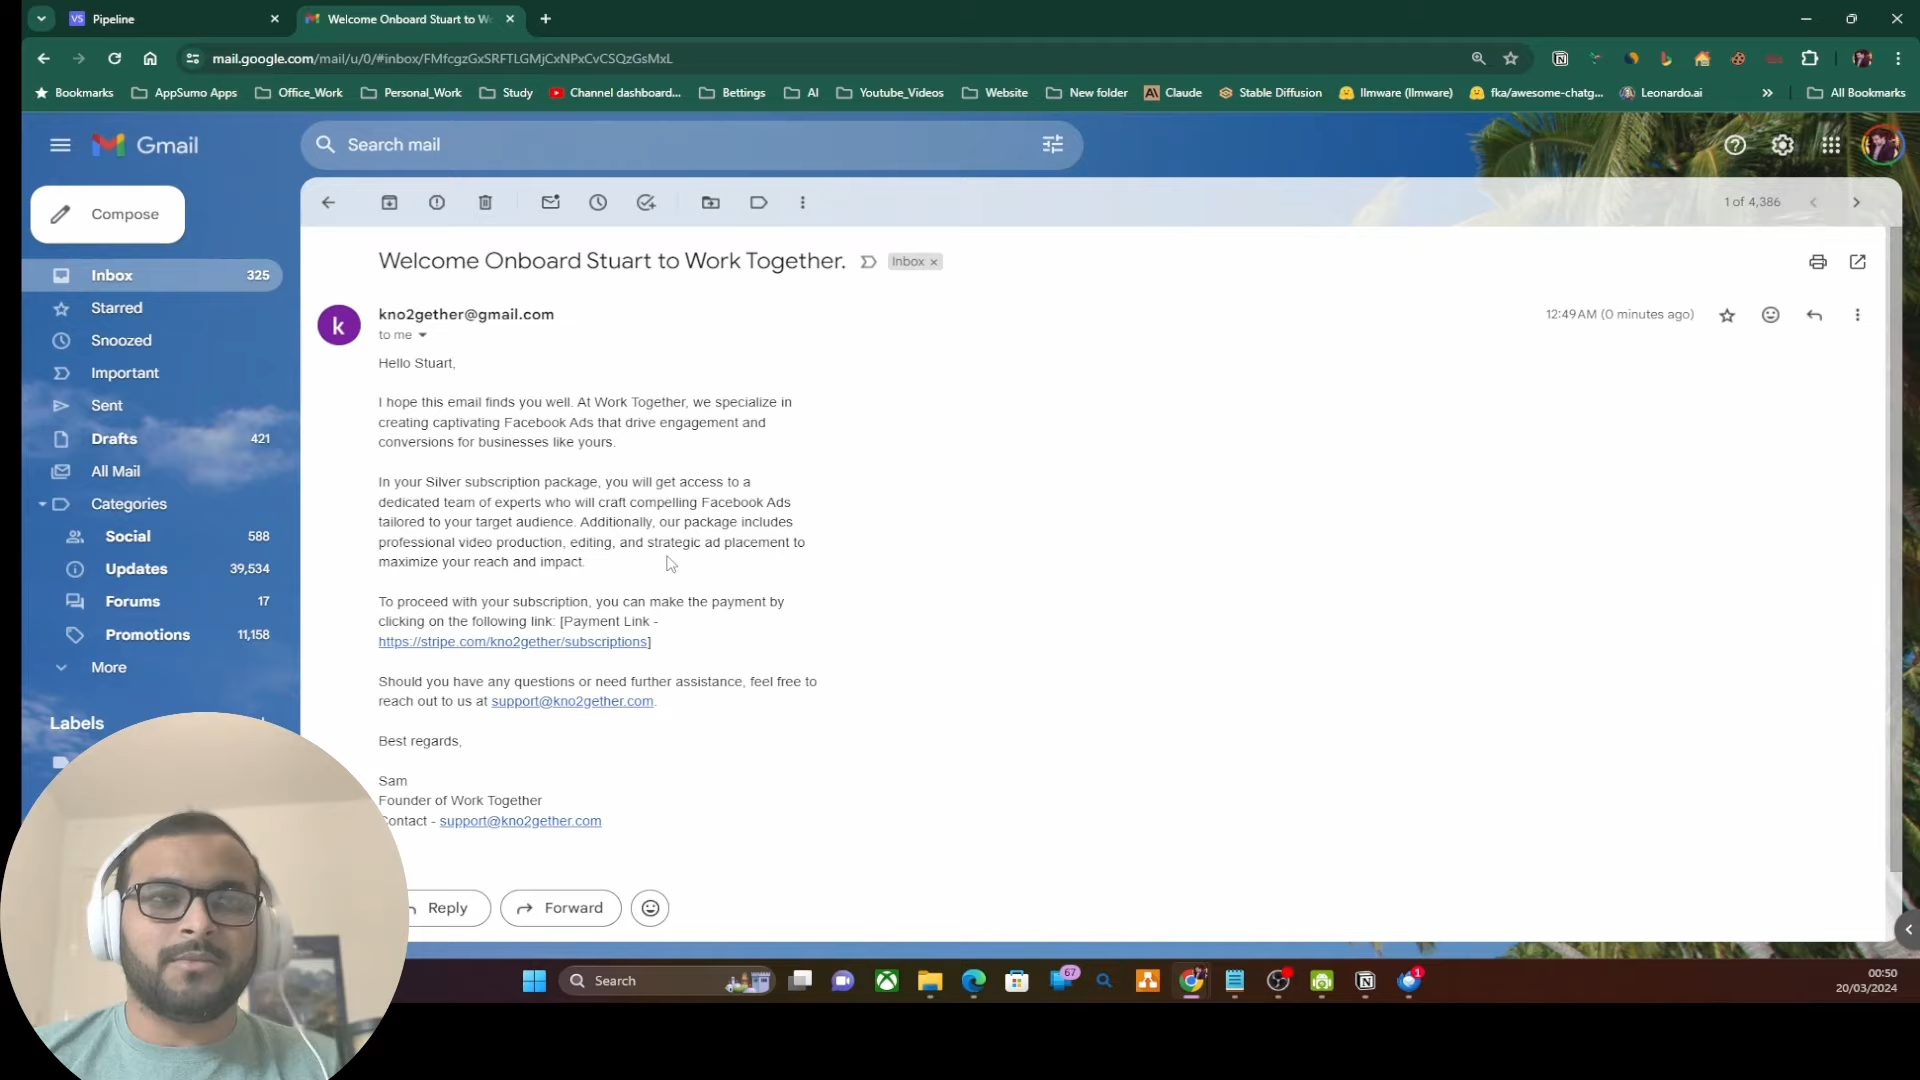 Pipeline
Welcome Onboard Stuart to W
mail.google.com/mail/u/0/#inbox/FMfcgzGxSRFTLGMjCxNPxCvCSQzGsMxL
Bookmarks
AppSumo Apps
Office_Work
Personal_Work
Study
Channel dashboard...
Bettings
AI
Youtube_Videos
Website
New folder
Claude
Stable Diffusion
llmware (llmware)
fka/awesome-chatg...
Leonardo.ai
All Bookmarks
Gmail
Search mail
Compose
1 of 4,386
Inbox 325
Starred
Snoozed
Important
Sent
Drafts 421
All Mail
Categories
Social 588
Updates 39,534
Forums 17
Promotions 11,158
More
Labels
Welcome Onboard Stuart to Work Together.
Inbox x
k
kno2gether@gmail.com
12:49 AM (0 minutes ago)
to me
Hello Stuart,
I hope this email finds you well. At Work Together, we specialize in
creating captivating Facebook Ads that drive engagement and
conversions for businesses like yours.
In your Silver subscription package, you will get access to a
dedicated team of experts who will craft compelling Facebook Ads
tailored to your target audience. Additionally, our package includes
professional video production, editing, and strategic ad placement to
maximize your reach and impact.
To proceed with your subscription, you can make the payment by
clicking on the following link: [Payment Link -
https://stripe.com/kno2gether/subscriptions]
Should you have any questions or need further assistance, feel free to
reach out to us at support@kno2gether.com.
Best regards,
Sam
Founder of Work Together
Contact - support@kno2gether.com
Reply
Forward
Search
67
1
00:50
20/03/2024